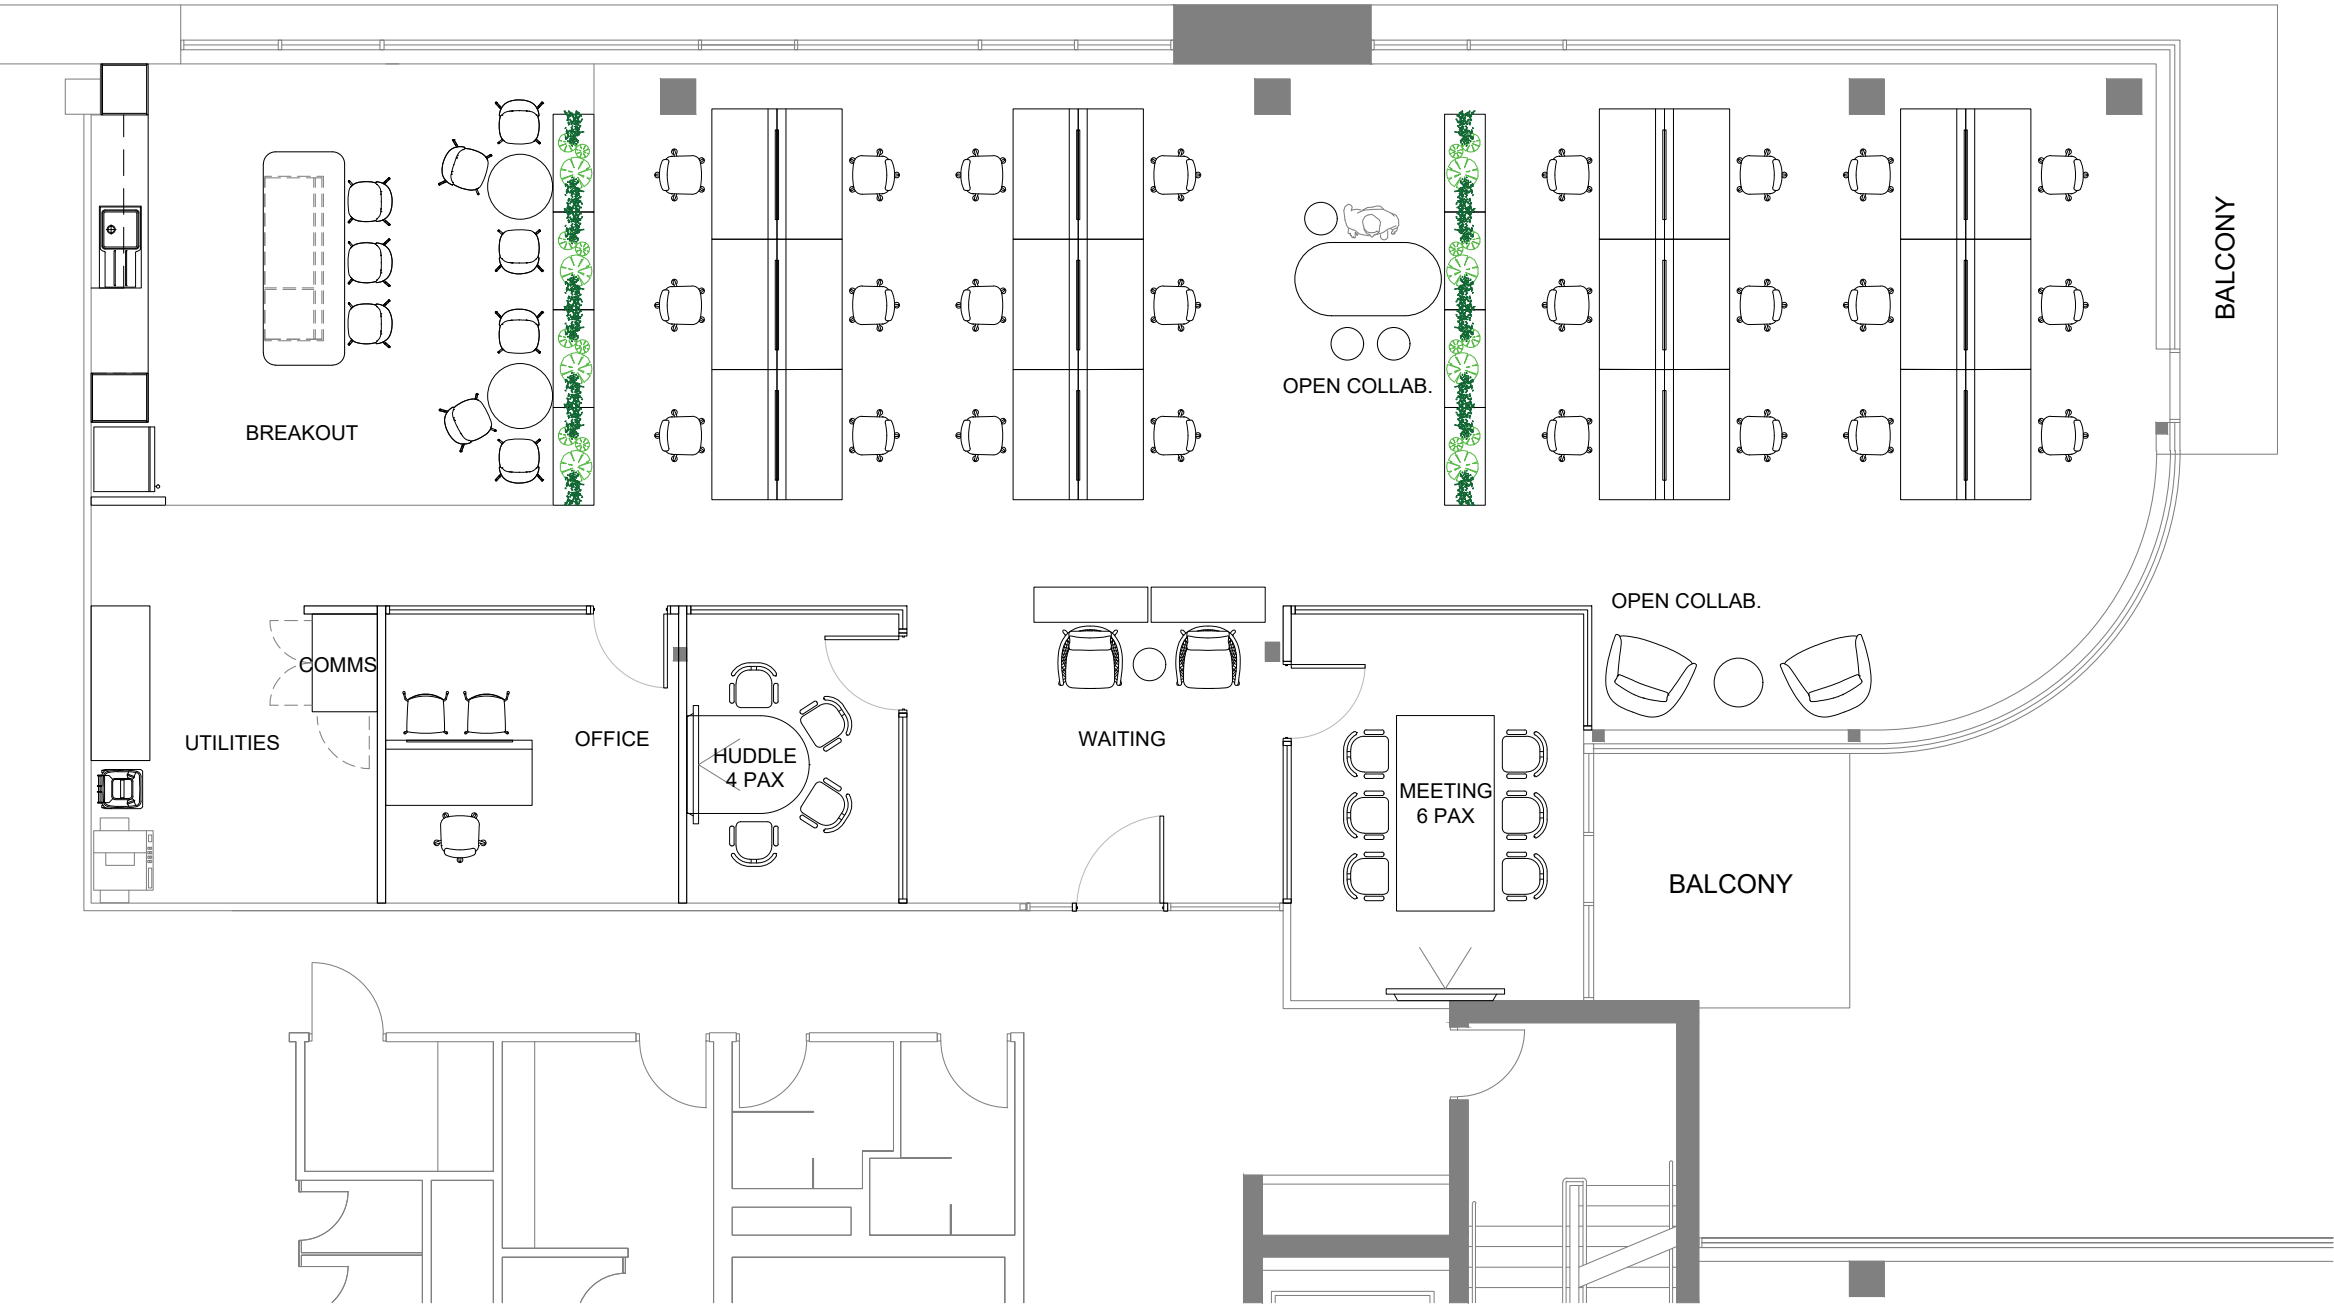 BALCONY
OPEN COLLAB.
BREAKOUT
OPEN COLLAB.
COMMS
UTILITIES
OFFICE
HUDDLE
4 PAX
WAITING
MEETING
6 PAX
BALCONY